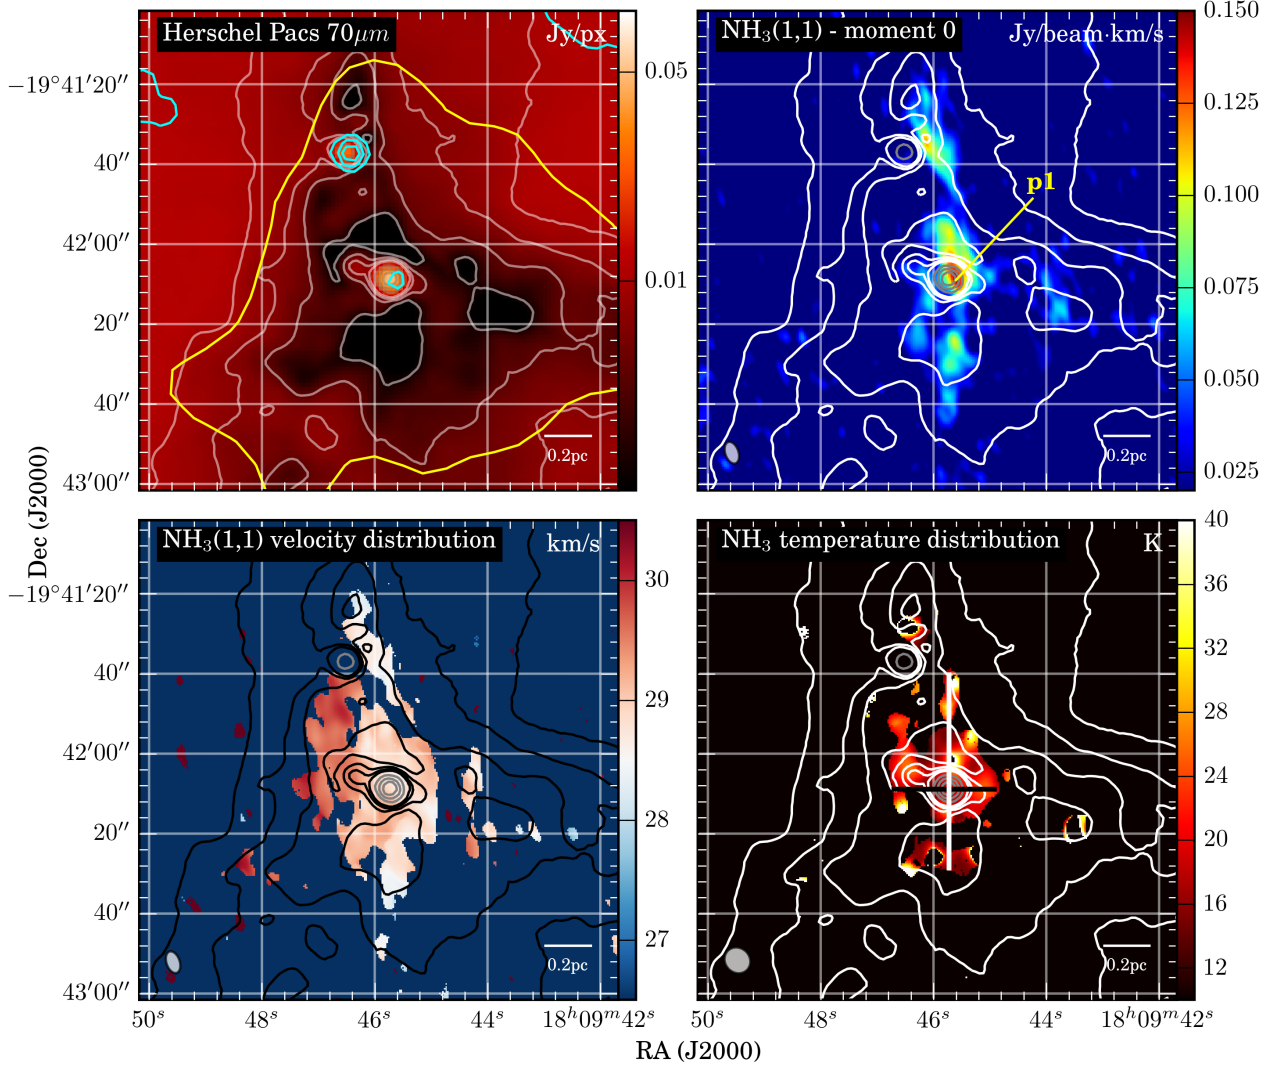 Herschel Pacs 70μm
Jy/px
0.05
0.01
−19°41′20′′
40′′
42′00′′
20′′
40′′
43′00′′
0.2pc
NH₃(1,1) - moment 0
Jy/beam·km/s
p1
0.2pc
0.150
0.125
0.100
0.075
0.050
0.025
Dec (J2000)
NH₃(1,1) velocity distribution
km/s
30
29
28
27
−19°41′20′′
40′′
42′00′′
20′′
40′′
43′00′′
0.2pc
50ˢ
48ˢ
46ˢ
44ˢ
18ʰ09ᵐ42ˢ
NH₃ temperature distribution
K
40
36
32
28
24
20
16
12
0.2pc
50ˢ
48ˢ
46ˢ
44ˢ
18ʰ09ᵐ42ˢ
RA (J2000)